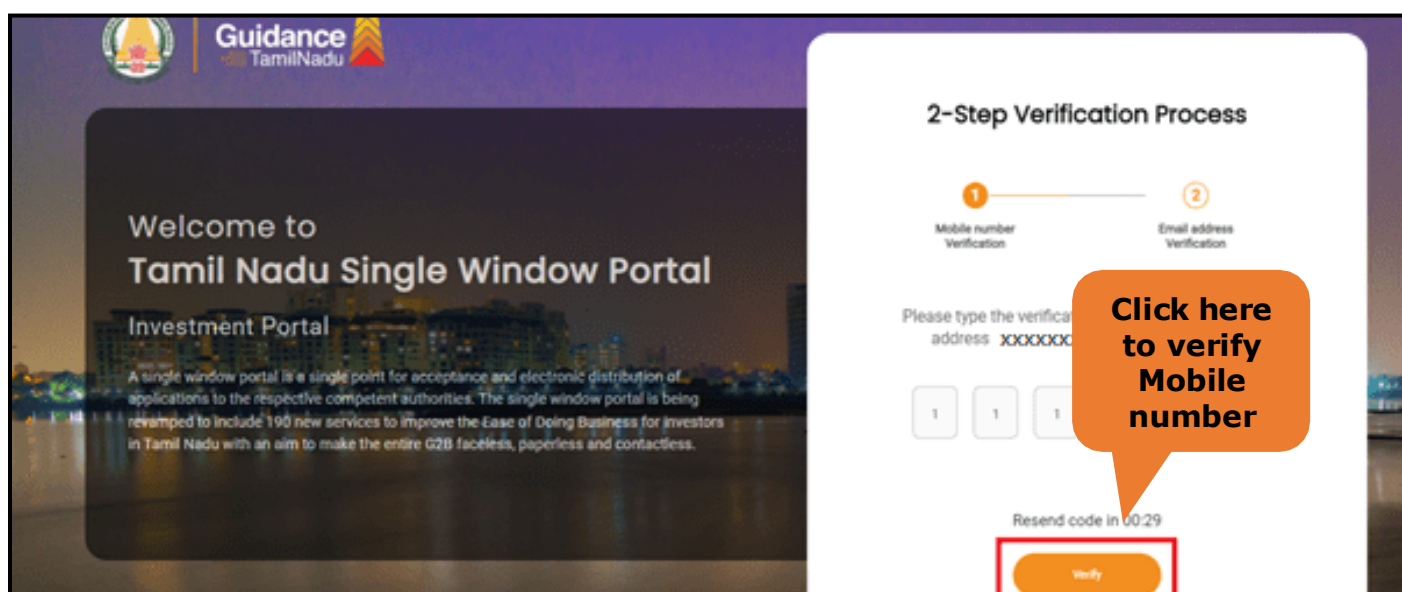 Guidance
TamilNadu
Welcome to
Tamil Nadu Single Window Portal
Investment Portal
A single window portal is a single point for acceptance and electronic distribution of
applications to the respective competent authorities. The single window portal is being
revamped to include 190 new services to improve the Ease of Doing Business for investors
in Tamil Nadu with an aim to make the entire G2B faceless, paperless and contactless.
2-Step Verification Process
1
2
Mobile number
Verification
Email address
Verification
Please type the
address XXXXXX
1 1 1
Click here
to verify
Mobile
number
Resend code in 00:29
Verify